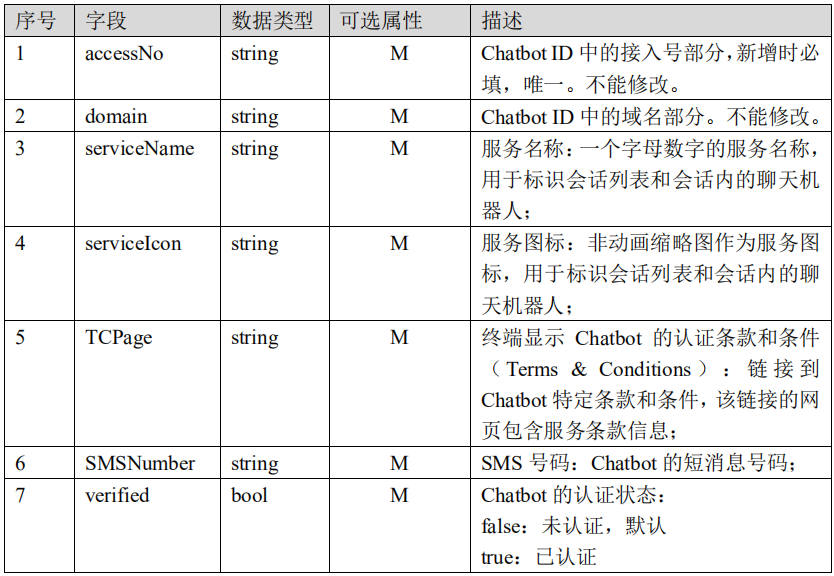 序号 字段 数据类型 可选属性 描述
1 accessNo string M Chatbot ID 中的接入号部分，新增时必
填，唯一。不能修改。
2 domain string M Chatbot ID 中的域名部分。不能修改。
3 serviceName string M 服务名称：一个字母数字的服务名称，
用于标识会话列表和会话内的聊天机
器人；
4 serviceIcon string M 服务图标：非动画缩略图作为服务图
标，用于标识会话列表和会话内的聊
天机器人；
5 TCPage string M 终端显示 Chatbot 的认证条款和条件
（Terms & Conditions）：链接到
Chatbot 特定条款和条件，该链接的网
页包含服务条款信息；
6 SMSNumber string M SMS 号码：Chatbot 的短消息号码；
7 verified bool M Chatbot 的认证状态：
false：未认证，默认
true：已认证